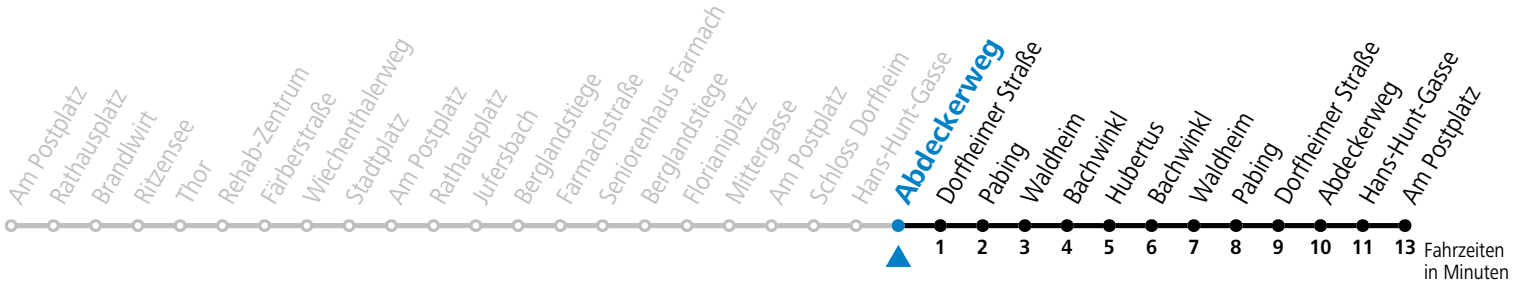 Am Postplatz
Rathausplatz
Brandlwirt
Ritzensee
Thor
Rehab-Zentrum
Färberstraße
Wiechenthalerweg
Stadtplatz
Am Postplatz
Rathausplatz
Jufersbach
Berglandstiege
Farmachstraße
Seniorenhaus Farmach
Berglandstiege
Florianiplatz
Mittergasse
Am Postplatz
Schloss Dorfheim
Hans-Hunt-Gasse
Abdeckerweg
Dorfheimer Straße
Pabing
Waldheim
Bachwinkl
Hubertus
Bachwinkl
Waldheim
Pabing
Dorfheimer Straße
Abdeckerweg
Hans-Hunt-Gasse
Am Postplatz
1 2 3 4 5 6 7 8 9 10 11 13 Fahrzeiten
in Minuten